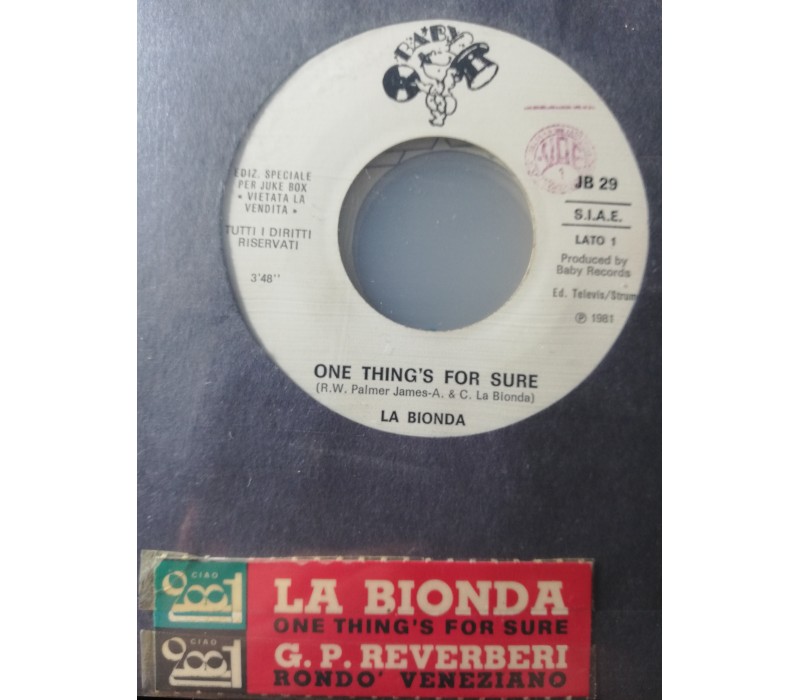 BABY
EDIZ. SPECIALE
PER JUKE BOX
* VIETATA LA
VENDITA *
TUTTI I DIRITTI
RISERVATI
3'48"
JB 29
S.I.A.E.
LATO 1
Produced by
Baby Records
Ed. Televis/Strum
℗ 1981
ONE THING'S FOR SURE
(R.W. Palmer James-A. & C. La Bionda)
LA BIONDA
CIAO
LA BIONDA
ONE THING'S FOR SURE
CIAO
G. P. REVERBERI
RONDO' VENEZIANO